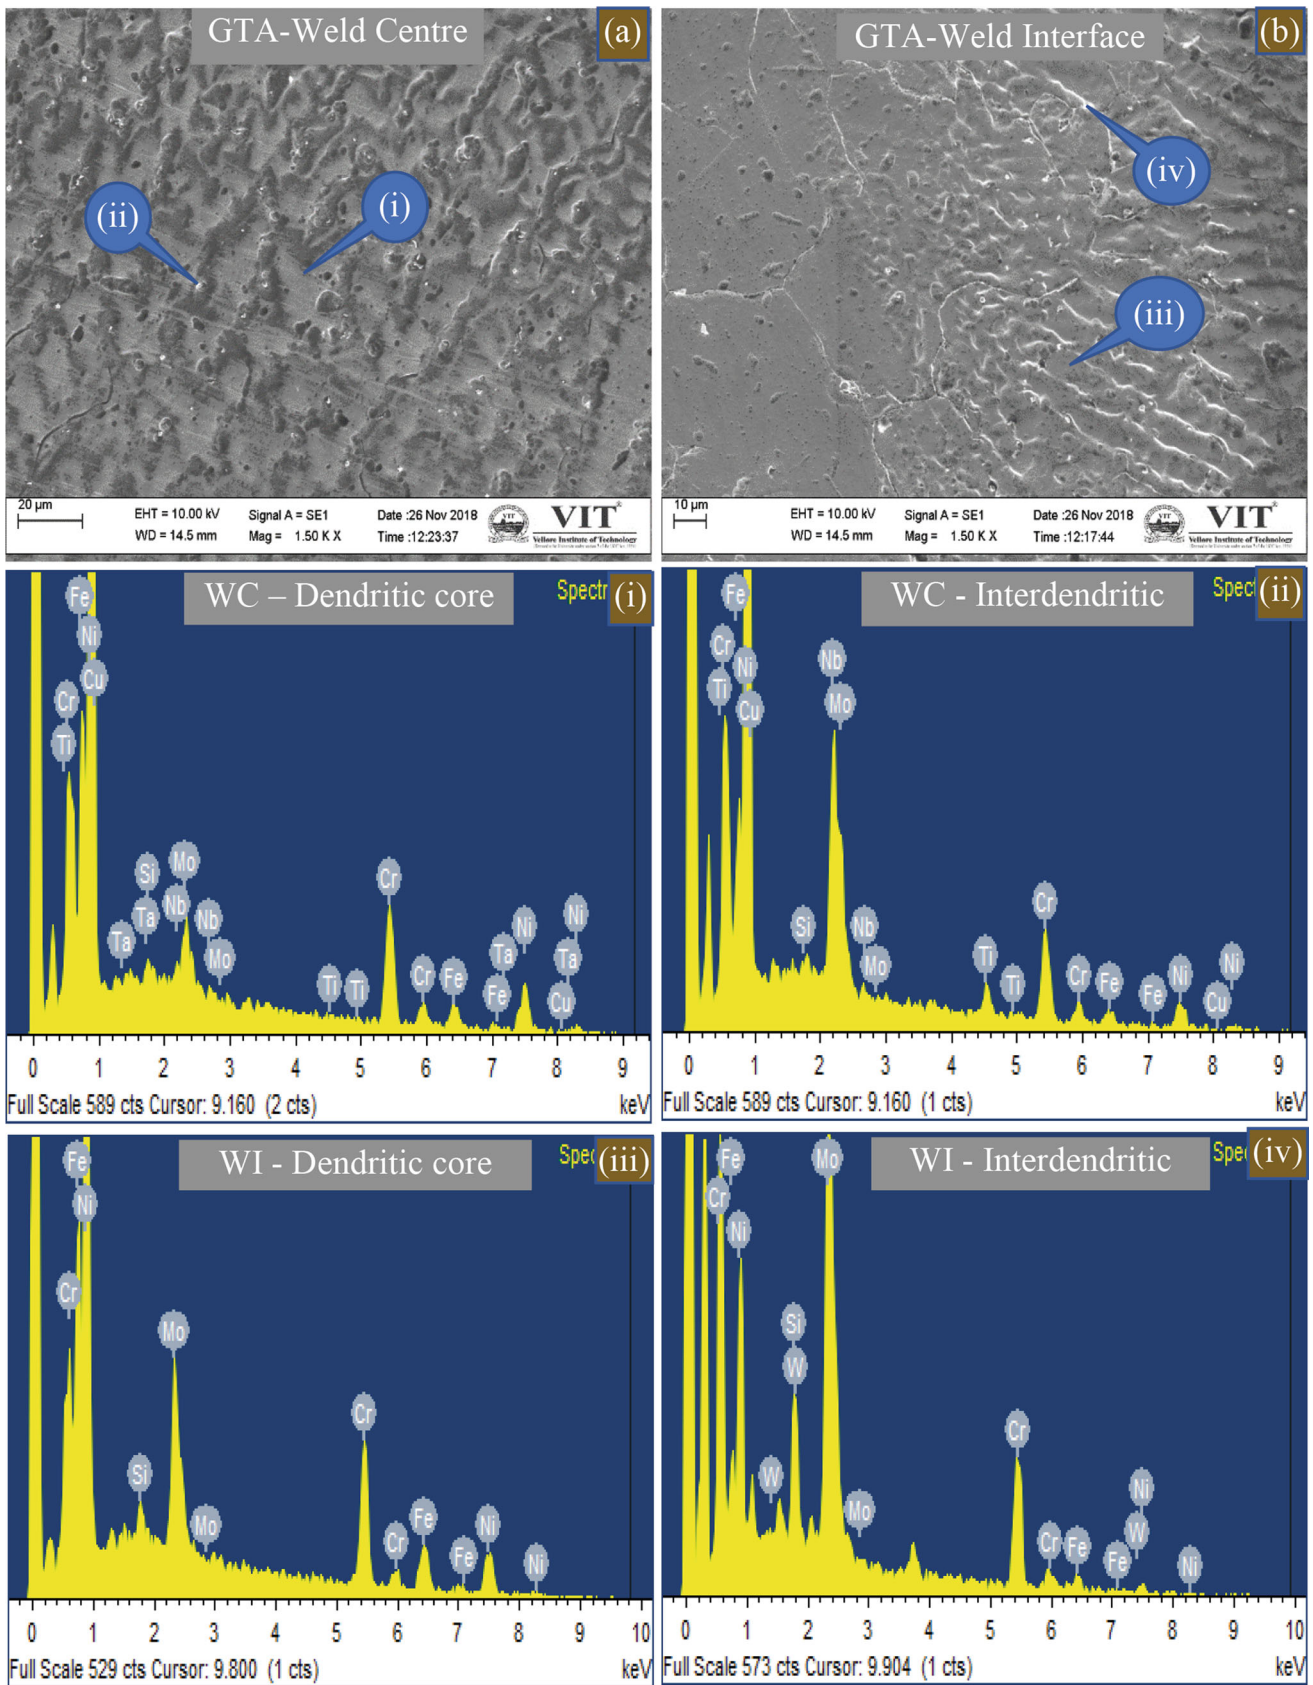 GTA-Weld Centre
(a)
(ii)
(i)
20 µm
EHT = 10.00 kV
Signal A = SE1
Date :26 Nov 2018
WD = 14.5 mm
Mag = 1.50 K X
Time :12:23:37
VIT®
Vellore Institute of Technology
GTA-Weld Interface
(b)
(iv)
(iii)
10 µm
EHT = 10.00 kV
Signal A = SE1
Date :26 Nov 2018
WD = 14.5 mm
Mag = 1.50 K X
Time :12:17:44
VIT®
Vellore Institute of Technology
WC – Dendritic core
Spectr
(i)
Fe
Ni
Cu
Cr
Ti
Si
Mo
Ta
Nb
Nb
Ta
Mo
Ti
Ti
Cr
Cr
Fe
Ni
Ni
Ta
Ta
Fe
Cu
0 1 2 3 4 5 6 7 8 9
Full Scale 589 cts Cursor: 9.160 (2 cts)
keV
WC - Interdendritic
Spect
(ii)
Fe
Cr
Ni
Ti
Cu
Nb
Mo
Si
Nb
Mo
Ti
Ti
Cr
Cr
Fe
Fe
Ni
Ni
Cu
0 1 2 3 4 5 6 7 8 9
Full Scale 589 cts Cursor: 9.160 (1 cts)
keV
WI - Dendritic core
Spec
(iii)
Fe
Ni
Cr
Mo
Si
Mo
Cr
Cr
Fe
Fe
Ni
Ni
0 1 2 3 4 5 6 7 8 9 10
Full Scale 529 cts Cursor: 9.800 (1 cts)
keV
WI - Interdendritic
Spe
(iv)
Fe
Cr
Ni
Mo
Si
W
W
Mo
Cr
Cr
Fe
Fe
Ni
W
Ni
0 1 2 3 4 5 6 7 8 9 10
Full Scale 573 cts Cursor: 9.904 (1 cts)
keV